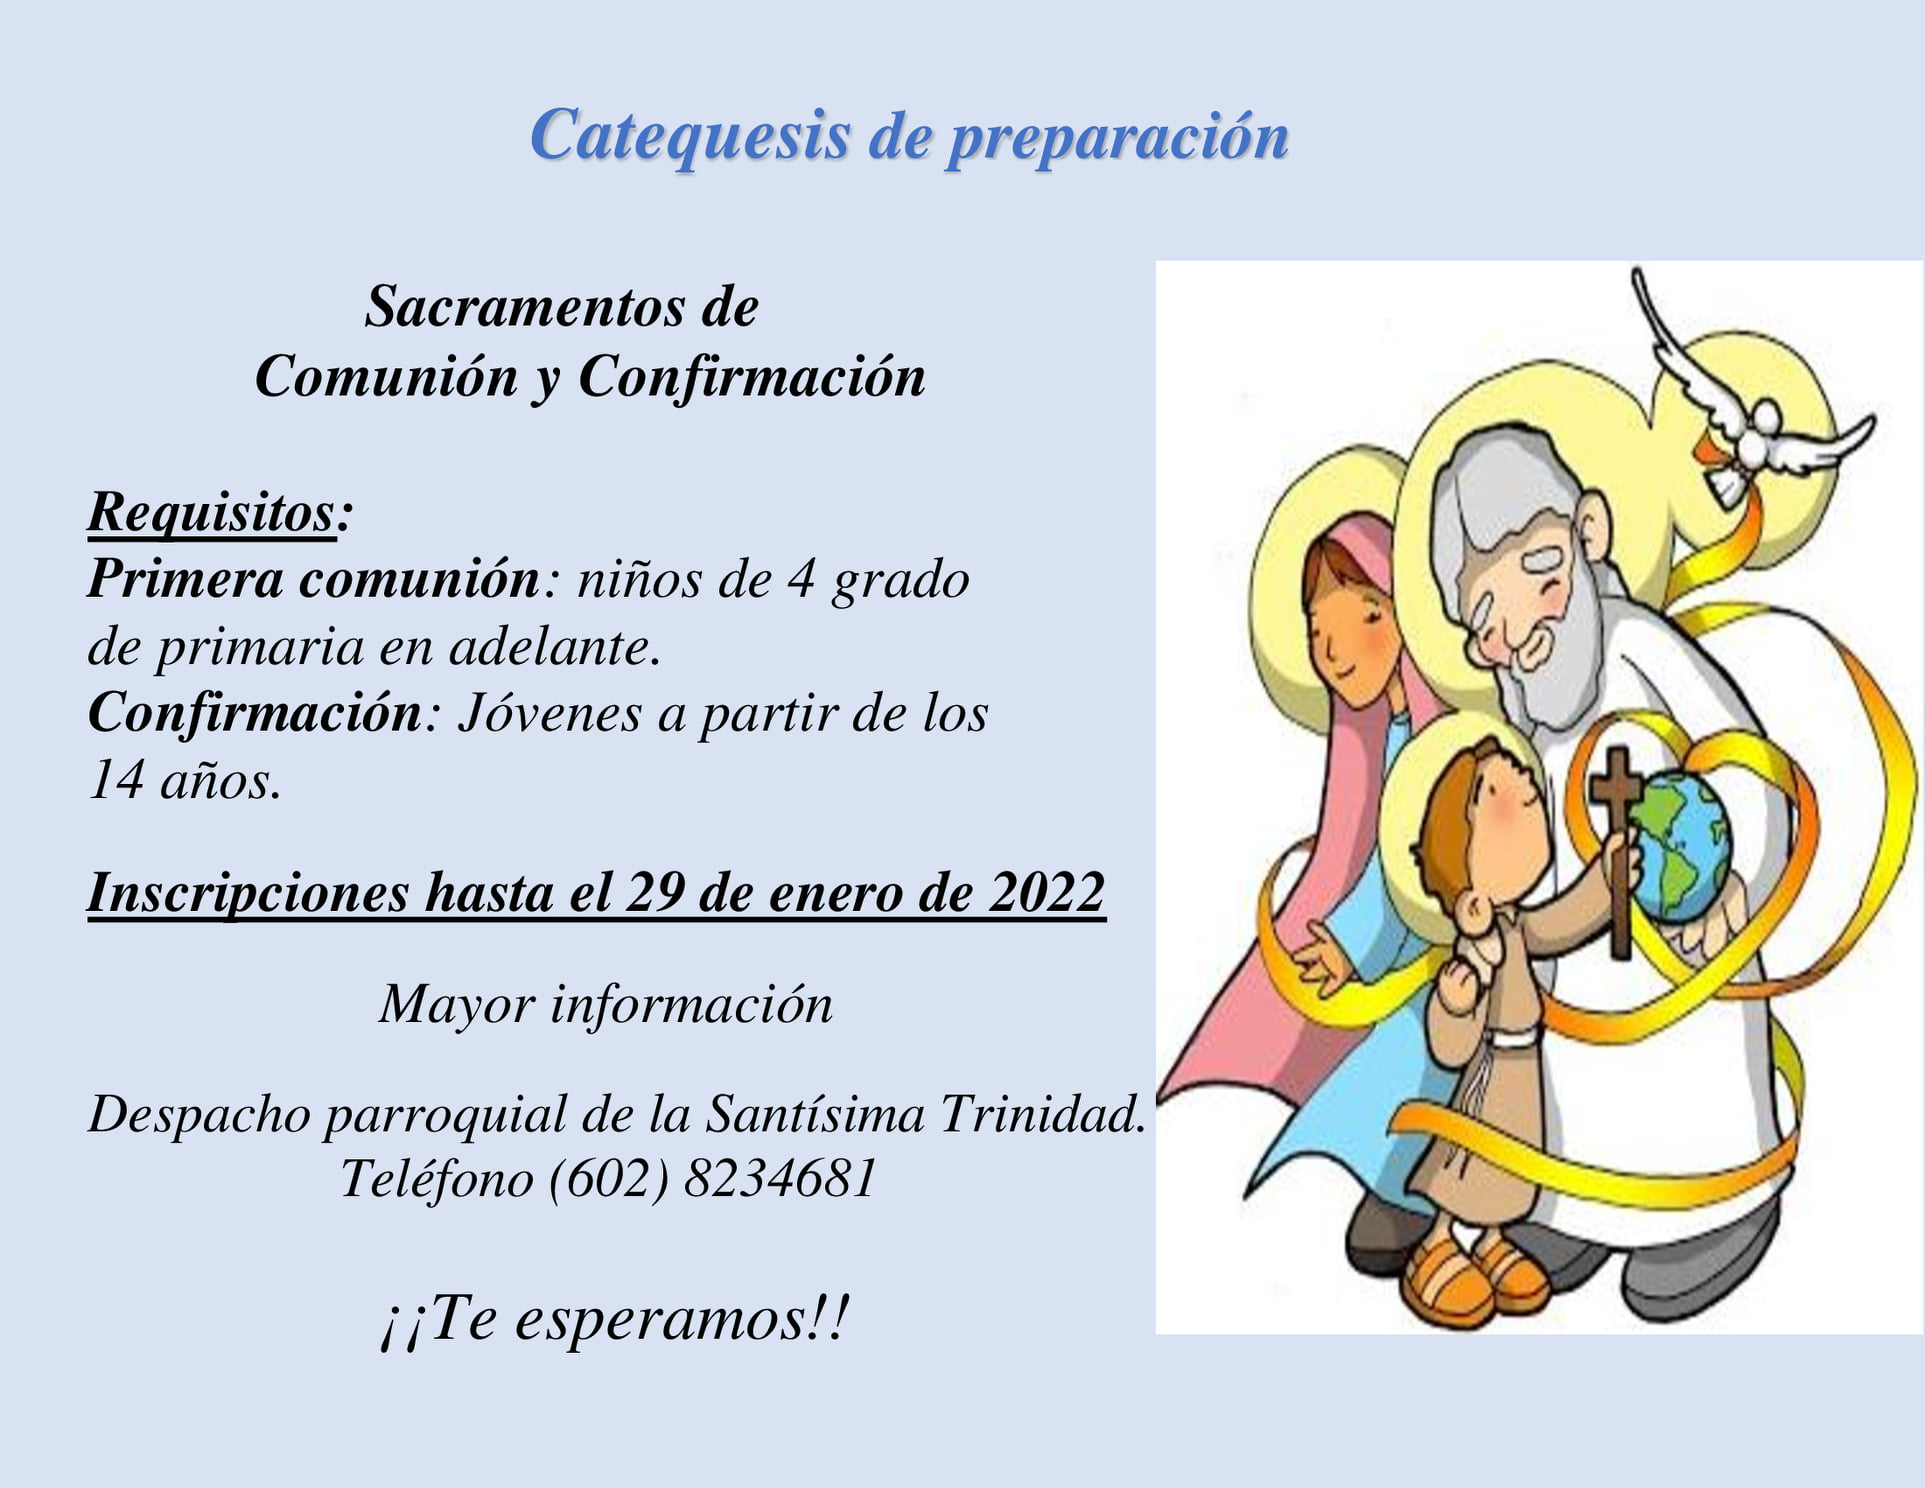 Catequesis de preparación
Sacramentos de
Comunión y Confirmación
Requisitos:
Primera comunión: niños de 4 grado
de primaria en adelante.
Confirmación: Jóvenes a partir de los
14 años.
Inscripciones hasta el 29 de enero de 2022
Mayor información
Despacho parroquial de la Santísima Trinidad.
Teléfono (602) 8234681
¡¡Te esperamos!!